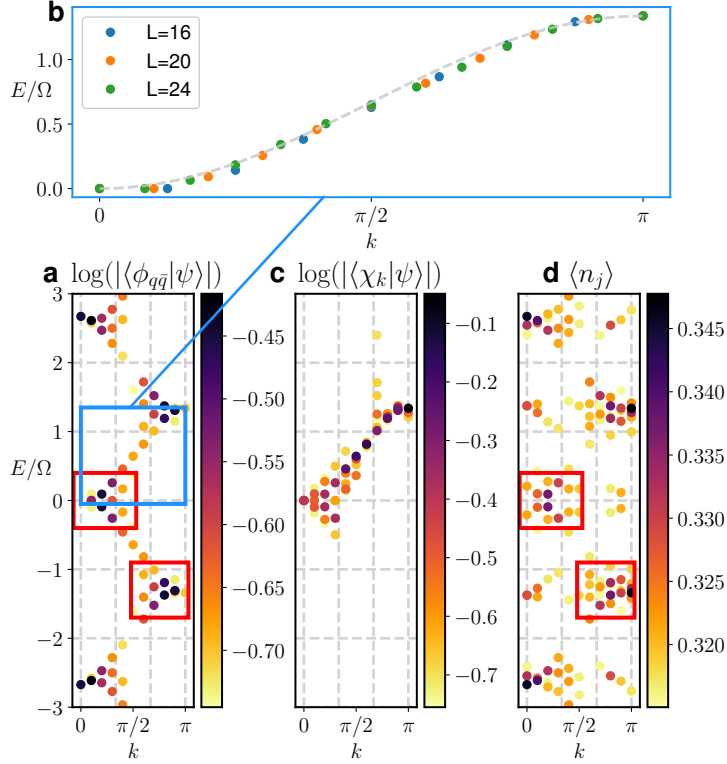 b
L=16
L=20
L=24
E/Ω
1.0
0.5
0.0
0
π/2
π
k
a
log(|⟨ϕ_{qq̄}|ψ⟩|)
c
log(|⟨χ_k|ψ⟩|)
d
⟨n_j⟩
3
2
1
E/Ω
0
−1
−2
−3
0
π/2
π
k
−0.45
−0.50
−0.55
−0.60
−0.65
−0.70
0
π/2
π
k
−0.1
−0.2
−0.3
−0.4
−0.5
−0.6
−0.7
0
π/2
π
k
0.345
0.340
0.335
0.330
0.325
0.320